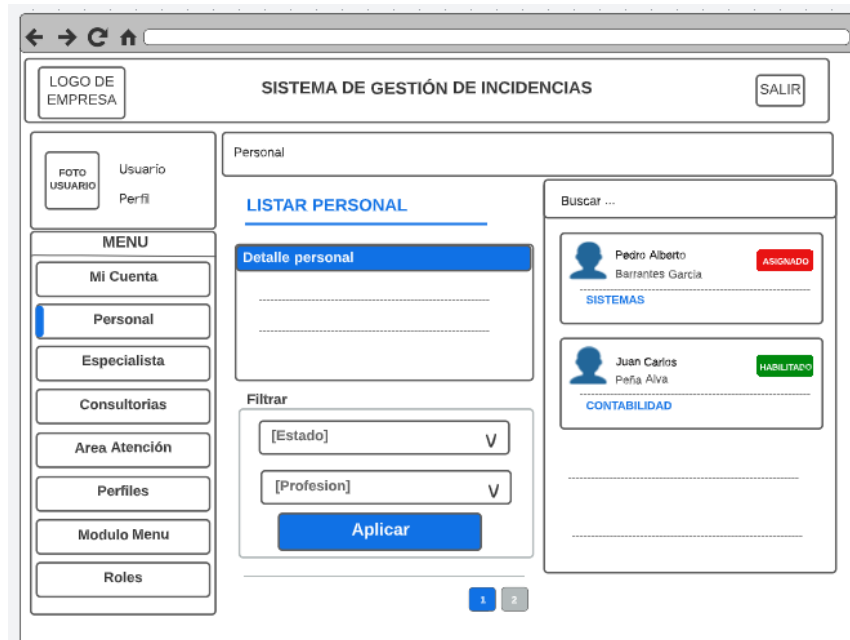 LOGO DE
EMPRESA
SISTEMA DE GESTIÓN DE INCIDENCIAS
SALIR
FOTO
USUARIO
Usuario
Perfil
MENU
Mi Cuenta
Personal
Especialista
Consultorias
Area Atención
Perfiles
Modulo Menu
Roles
Personal
LISTAR PERSONAL
Detalle personal
Filtrar
[Estado]
[Profesion]
Aplicar
1 2
Buscar ...
Pedro Alberto
Barrantes Garcia
ASIGNADO
SISTEMAS
Juan Carlos
Peña Alva
HABILITADO
CONTABILIDAD